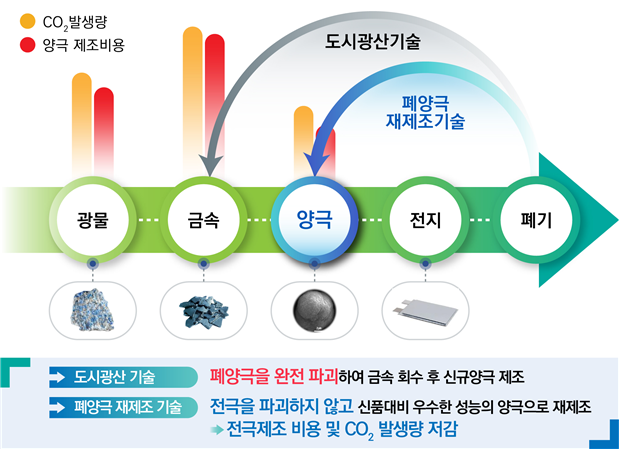 CO₂발생량
양극 제조비용
도시광산기술
폐양극
재제조기술
광물
금속
양극
전지
폐기
도시광산 기술
폐양극을 완전 파괴하여 금속 회수 후 신규양극 제조
폐양극 재제조 기술
전극을 파괴하지 않고 신품대비 우수한 성능의 양극으로 재제조
전극제조 비용 및 CO₂ 발생량 저감